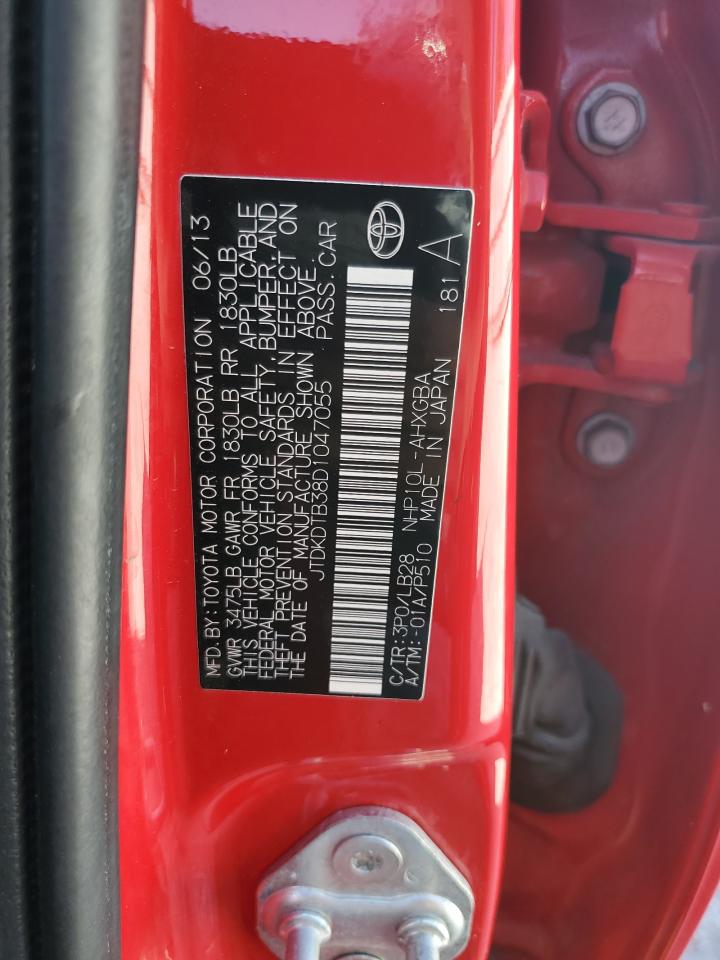 MFD.BY:TOYOTA MOTOR CORPORATION 06/13
GVWR 3475LB GAWR FR 1830LB RR 1830LB
THIS VEHICLE CONFORMS TO ALL APPLICABLE
FEDERAL MOTOR VEHICLE SAFETY,BUMPER,AND
THEFT PREVENTION STANDARDS IN EFFECT ON
THE DATE OF MANUFACTURE SHOWN ABOVE.
JTDKDTB38D1047055 PASS.CAR
C/TR:3P0/LB28 NHP10L-AHXGBA
A/TM:-01A/P510 MADE IN JAPAN 181 A